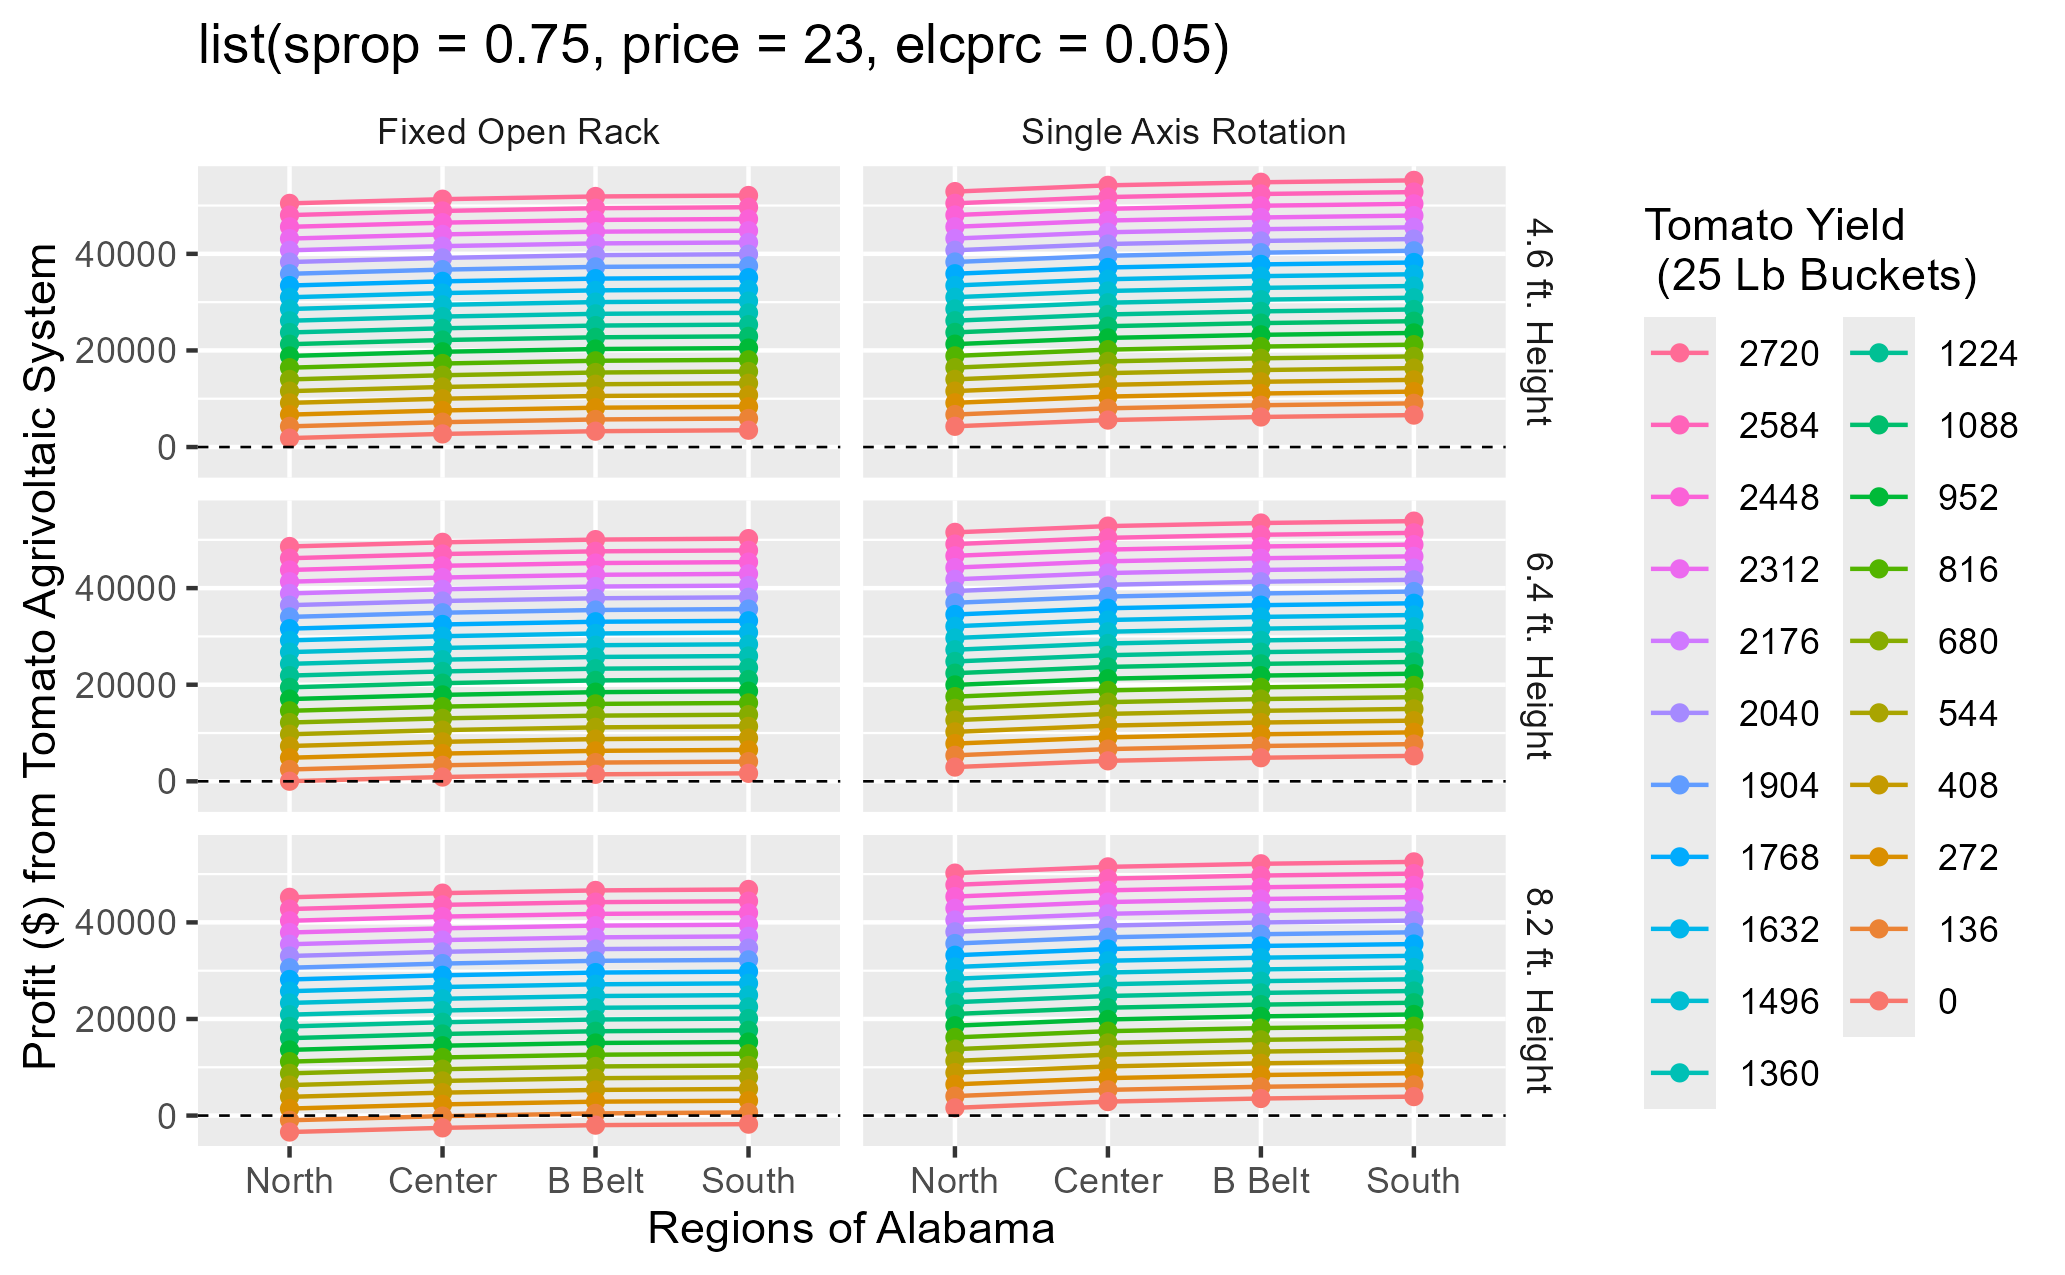 list(sprop = 0.75, price = 23, elcprc = 0.05)
Fixed Open Rack
Single Axis Rotation
Profit ($) from Tomato Agrivoltaic System
40000
20000
0
4.6 ft. Height
40000
20000
0
6.4 ft. Height
40000
20000
0
8.2 ft. Height
North
Center
B Belt
South
North
Center
B Belt
South
Regions of Alabama
Tomato Yield
(25 Lb Buckets)
2720
2584
2448
2312
2176
2040
1904
1768
1632
1496
1360
1224
1088
952
816
680
544
408
272
136
0